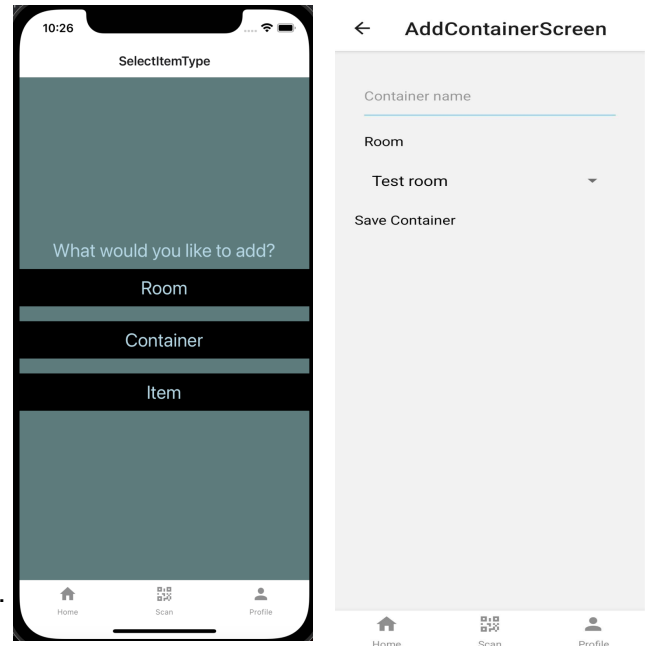 10:26
SelectItemType
What would you like to add?
Room
Container
Item
Home Scan Profile
.
AddContainerScreen
Container name
Room
Test room
Save Container
Home Scan Profile